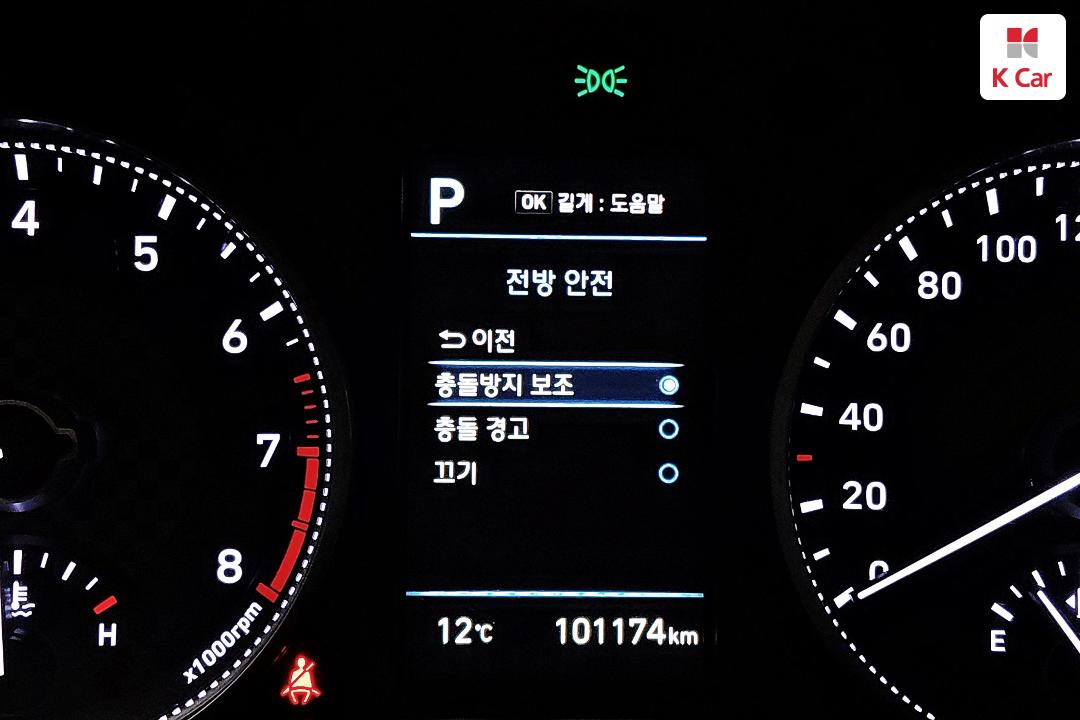 K Car
P
OK 길게 : 도움말
전방 안전
이전
충돌방지 보조
충돌 경고
끄기
12℃ 101174km
4
5
6
7
8
x1000rpm
H
0
20
40
60
80
100
E